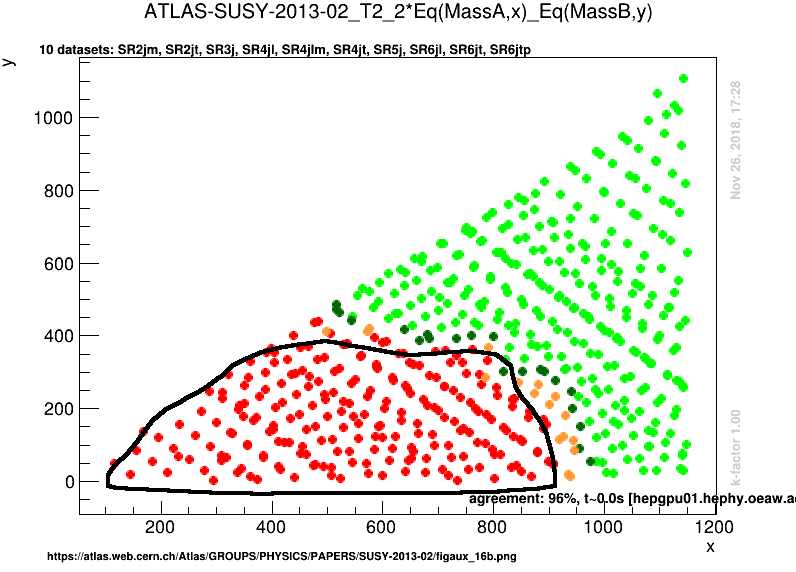 ATLAS-SUSY-2013-02_T2_2*Eq(MassA,x)_Eq(MassB,y)
10 datasets: SR2jm, SR2jt, SR3j, SR4jl, SR4jlm, SR4jt, SR5j, SR6jl, SR6jt, SR6jtp
y
1000
800
600
400
200
0
Nov 26, 2018, 17:28
k-factor 1.00
agreement: 96%, t~0.0s [hepgpu01.hephy.oeaw.a
200
400
600
800
1000
1200
x
https://atlas.web.cern.ch/Atlas/GROUPS/PHYSICS/PAPERS/SUSY-2013-02/figaux_16b.png